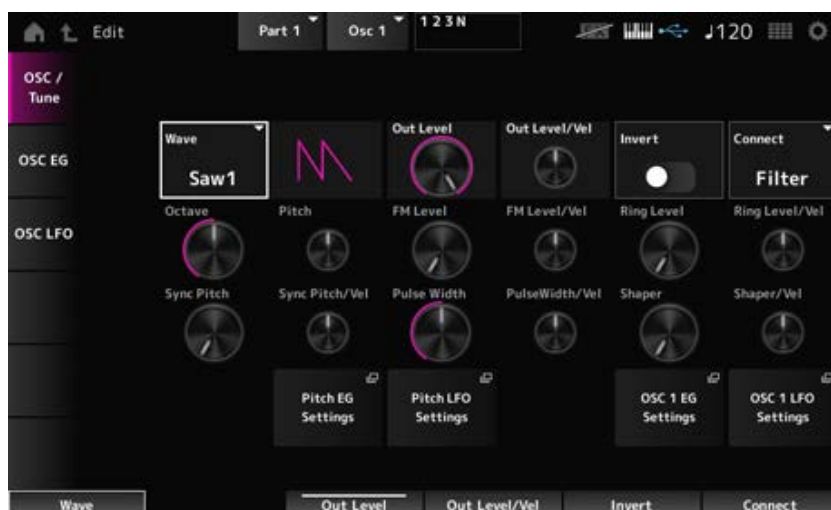 Edit
Part 1
Osc 1
1 2 3 N
♩120
OSC /
Tune
OSC EG
OSC LFO
Wave
Saw1
Out Level
Out Level/Vel
Invert
Connect
Filter
Octave
Pitch
FM Level
FM Level/Vel
Ring Level
Ring Level/Vel
Sync Pitch
Sync Pitch/Vel
Pulse Width
PulseWidth/Vel
Shaper
Shaper/Vel
Pitch EG
Settings
Pitch LFO
Settings
OSC 1 EG
Settings
OSC 1 LFO
Settings
Wave
Out Level
Out Level/Vel
Invert
Connect